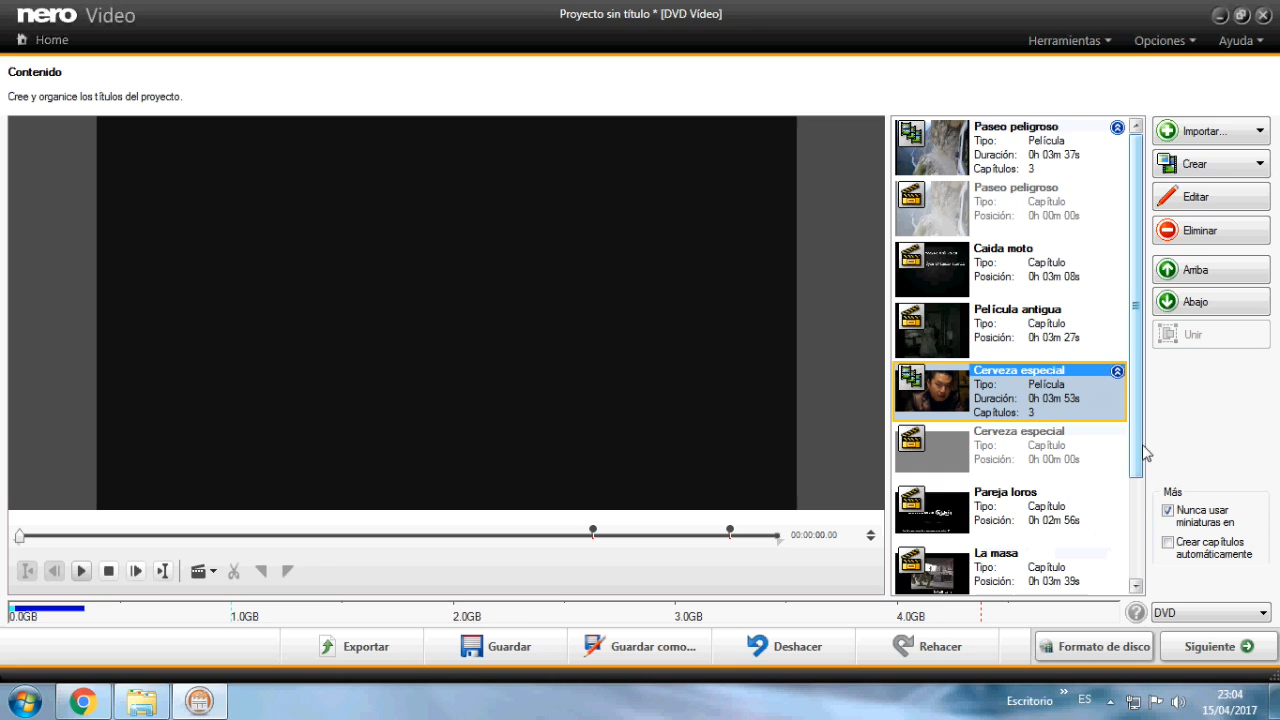 nero Video
Proyecto sin título * [DVD Vídeo]
Home
Herramientas
Opciones
Ayuda
Contenido
Cree y organice los títulos del proyecto.
Paseo peligroso
Tipo: Película
Duración: 0h 03m 37s
Capítulos: 3
Paseo peligroso
Tipo: Capítulo
Posición: 0h 00m 00s
Caida moto
Tipo: Capítulo
Posición: 0h 03m 08s
Película antigua
Tipo: Capítulo
Posición: 0h 03m 27s
Cerveza especial
Tipo: Película
Duración: 0h 03m 53s
Capítulos: 3
Cerveza especial
Tipo: Capítulo
Posición: 0h 00m 00s
Pareja loros
Tipo: Capítulo
Posición: 0h 02m 56s
La masa
Tipo: Capítulo
Posición: 0h 03m 39s
Importar...
Crear
Editar
Eliminar
Arriba
Abajo
Unir
Más
Nunca usar
miniaturas en
Crear capítulos
automáticamente
00:00:00.00
0.0GB 1.0GB 2.0GB 3.0GB 4.0GB
DVD
Exportar
Guardar
Guardar como...
Deshacer
Rehacer
Formato de disco
Siguiente
Escritorio
ES
23:04
15/04/2017